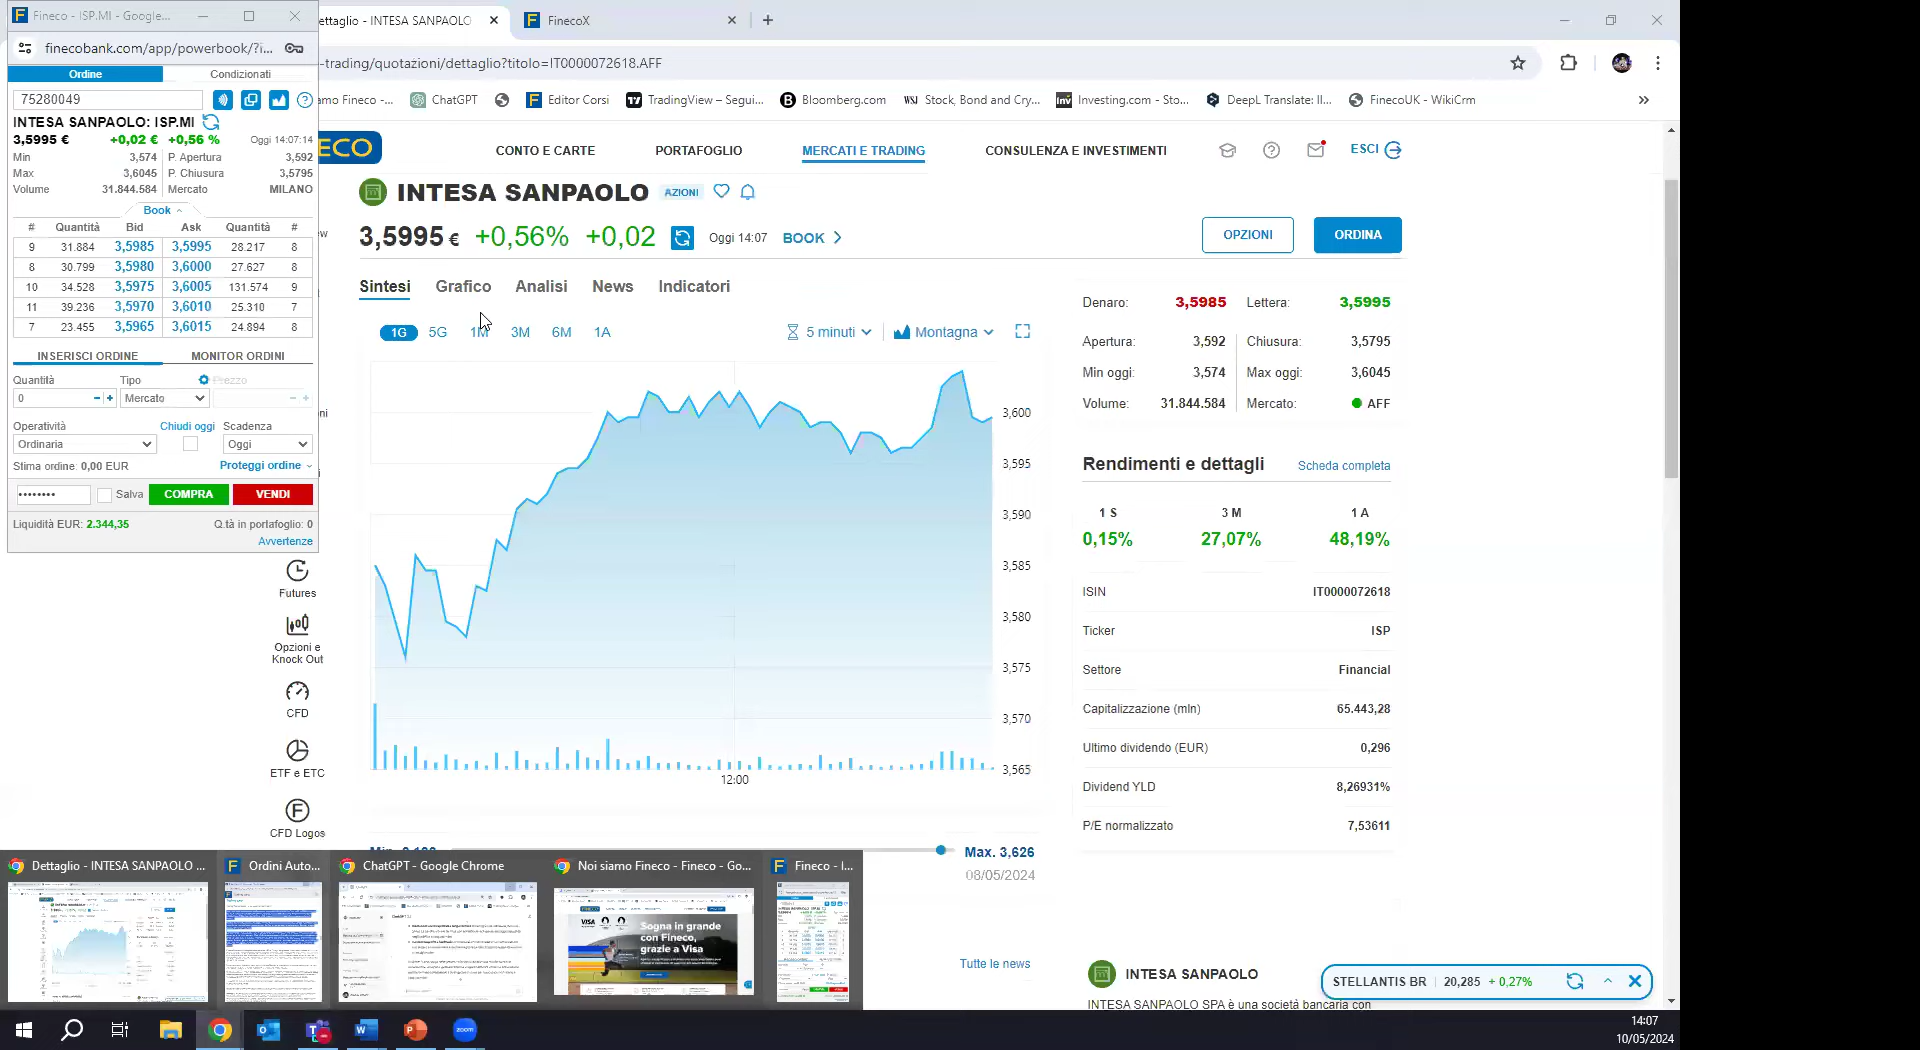 Fineco - ISP.MI - Google...
finecobank.com/app/powerbook/?i...
Ordine Condizionati
75280049
INTESA SANPAOLO: ISP.MI
3,5995 € +0,02 € +0,56 % Oggi 14:07:14
Min 3,574 P. Apertura 3,592
Max 3,6045 P. Chiusura 3,5795
Volume 31.844.584 Mercato MILANO
Book
# Quantità Bid Ask Quantità #
9 31.884 3,5985 3,5995 28.217 8
8 30.799 3,5980 3,6000 27.627 8
10 34.528 3,5975 3,6005 131.574 9
11 39.236 3,5970 3,6010 25.310 7
7 23.455 3,5965 3,6015 24.894 8
INSERISCI ORDINE MONITOR ORDINI
Quantità Tipo Prezzo
0 - + Mercato - +
Operatività Chiudi oggi Scadenza
Ordinaria Oggi
Stima ordine: 0,00 EUR Proteggi ordine
•••••••• Salva COMPRA VENDI
Liquidità EUR: 2.344,35 Q.tà in portafoglio: 0
Avvertenze
ettaglio - INTESA SANPAOLO FinecoX
-trading/quotazioni/dettaglio?titolo=IT0000072618.AFF
amo Fineco -... ChatGPT Editor Corsi TradingView – Segui... Bloomberg.com Stock, Bond and Cry... Investing.com - Sto... DeepL Translate: Il... FinecoUK - WikiCrm
ECO CONTO E CARTE PORTAFOGLIO MERCATI E TRADING CONSULENZA E INVESTIMENTI ESCI
INTESA SANPAOLO AZIONI
3,5995 € +0,56% +0,02 Oggi 14:07 BOOK OPZIONI ORDINA
Sintesi Grafico Analisi News Indicatori
1G 5G 1M 3M 6M 1A 5 minuti Montagna
3,600
3,595
3,590
3,585
3,580
3,575
3,570
3,565
12:00
Max. 3,626
08/05/2024
Tutte le news
Denaro: 3,5985 Lettera: 3,5995
Apertura: 3,592 Chiusura: 3,5795
Min oggi: 3,574 Max oggi: 3,6045
Volume: 31.844.584 Mercato: AFF
Rendimenti e dettagli Scheda completa
1 S 3 M 1 A
0,15% 27,07% 48,19%
ISIN IT0000072618
Ticker ISP
Settore Financial
Capitalizzazione (mln) 65.443,28
Ultimo dividendo (EUR) 0,296
Dividend YLD 8,26931%
P/E normalizzato 7,53611
INTESA SANPAOLO
INTESA SANPAOLO SPA è una società bancaria con
STELLANTIS BR 20,285 + 0,27%
Futures
Opzioni e
Knock Out
CFD
ETF e ETC
CFD Logos
Dettaglio - INTESA SANPAOLO ... Ordini Auto... ChatGPT - Google Chrome Noi siamo Fineco - Fineco - Go... Fineco - I...
VISA
Sogna in grande
con Fineco,
grazie a Visa
zoom
14:07
10/05/2024